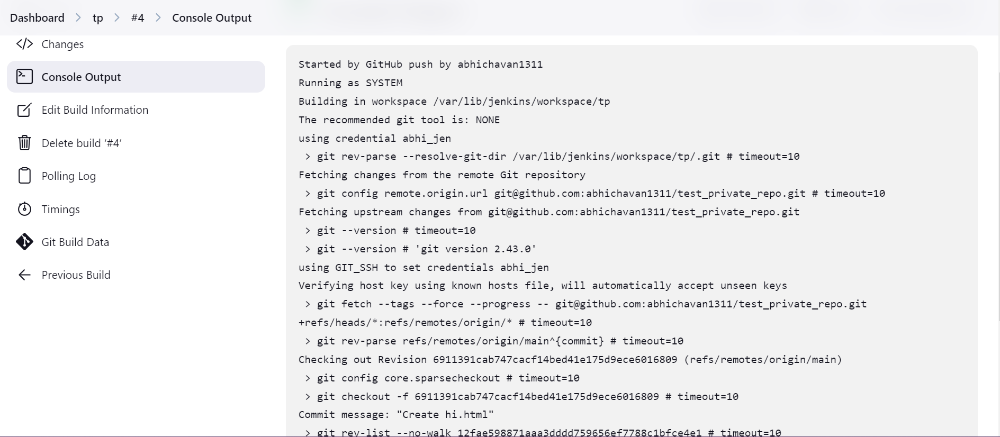 Dashboard > tp > #4 > Console Output
Changes
Console Output
Edit Build Information
Delete build ‘#4’
Polling Log
Timings
Git Build Data
Previous Build
Started by GitHub push by abhichavan1311
Running as SYSTEM
Building in workspace /var/lib/jenkins/workspace/tp
The recommended git tool is: NONE
using credential abhi_jen
 > git rev-parse --resolve-git-dir /var/lib/jenkins/workspace/tp/.git # timeout=10
Fetching changes from the remote Git repository
 > git config remote.origin.url git@github.com:abhichavan1311/test_private_repo.git # timeout=10
Fetching upstream changes from git@github.com:abhichavan1311/test_private_repo.git
 > git --version # timeout=10
 > git --version # 'git version 2.43.0'
using GIT_SSH to set credentials abhi_jen
Verifying host key using known hosts file, will automatically accept unseen keys
 > git fetch --tags --force --progress -- git@github.com:abhichavan1311/test_private_repo.git
+refs/heads/*:refs/remotes/origin/* # timeout=10
 > git rev-parse refs/remotes/origin/main^{commit} # timeout=10
Checking out Revision 6911391cab747cacf14bed41e175d9ece6016809 (refs/remotes/origin/main)
 > git config core.sparsecheckout # timeout=10
 > git checkout -f 6911391cab747cacf14bed41e175d9ece6016809 # timeout=10
Commit message: "Create hi.html"
 > git rev-list --no-walk 12fae598871aaa3dddd759656ef7788c1bfce4e1 # timeout=10